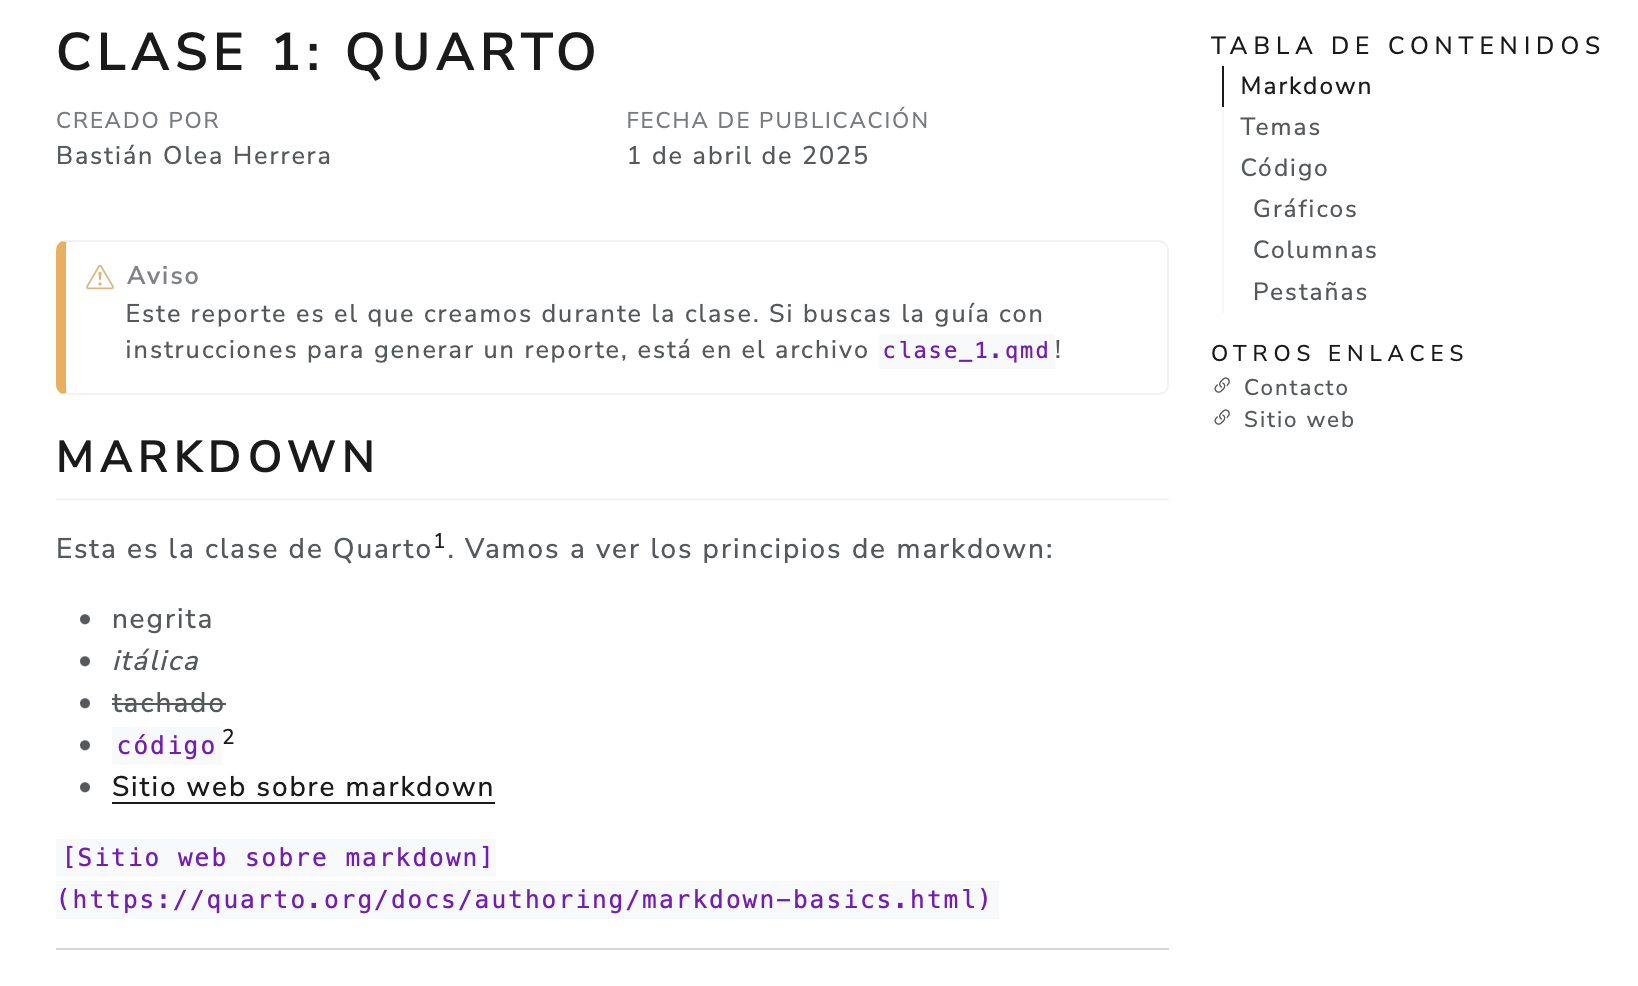 CLASE 1: QUARTO
CREADO POR
Bastián Olea Herrera
FECHA DE PUBLICACIÓN
1 de abril de 2025
Aviso
Este reporte es el que creamos durante la clase. Si buscas la guía con
instrucciones para generar un reporte, está en el archivo clase_1.qmd!
MARKDOWN
Esta es la clase de Quarto1. Vamos a ver los principios de markdown:
negrita
itálica
tachado
código2
Sitio web sobre markdown
[Sitio web sobre markdown]
(https://quarto.org/docs/authoring/markdown-basics.html)
TABLA DE CONTENIDOS
Markdown
Temas
Código
Gráficos
Columnas
Pestañas
OTROS ENLACES
Contacto
Sitio web